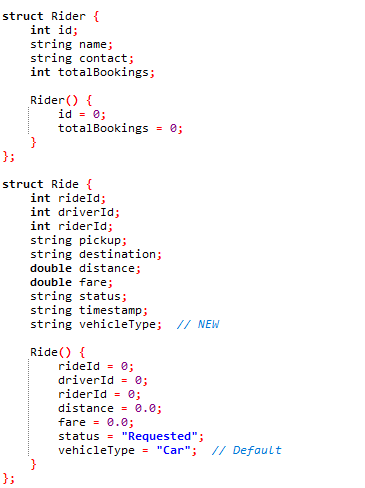 struct Rider {
    int id;
    string name;
    string contact;
    int totalBookings;

    Rider() {
        id = 0;
        totalBookings = 0;
    }
};

struct Ride {
    int rideId;
    int driverId;
    int riderId;
    string pickup;
    string destination;
    double distance;
    double fare;
    string status;
    string timestamp;
    string vehicleType;  // NEW

    Ride() {
        rideId = 0;
        driverId = 0;
        riderId = 0;
        distance = 0.0;
        fare = 0.0;
        status = "Requested";
        vehicleType = "Car";  // Default
    }
};